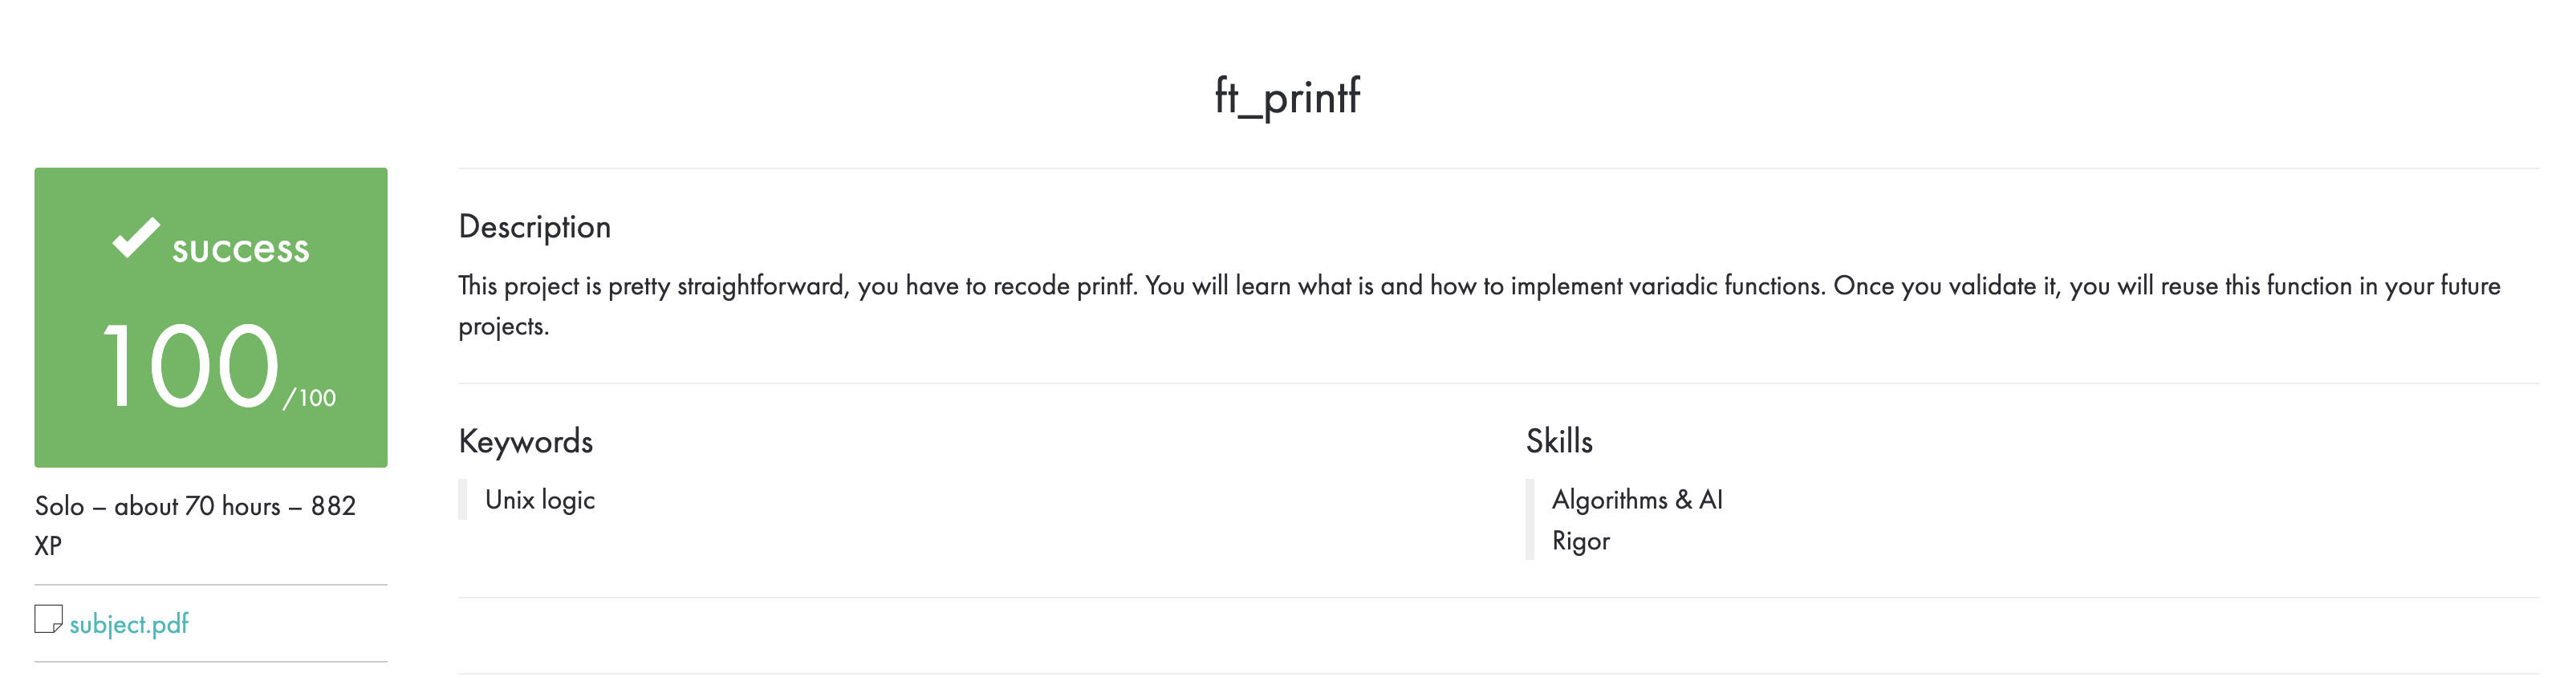 ft_printf
success
100/100
Solo – about 70 hours – 882
XP
subject.pdf
Description
This project is pretty straightforward, you have to recode printf. You will learn what is and how to implement variadic functions. Once you validate it, you will reuse this function in your future
projects.
Keywords
Unix logic
Skills
Algorithms & AI
Rigor